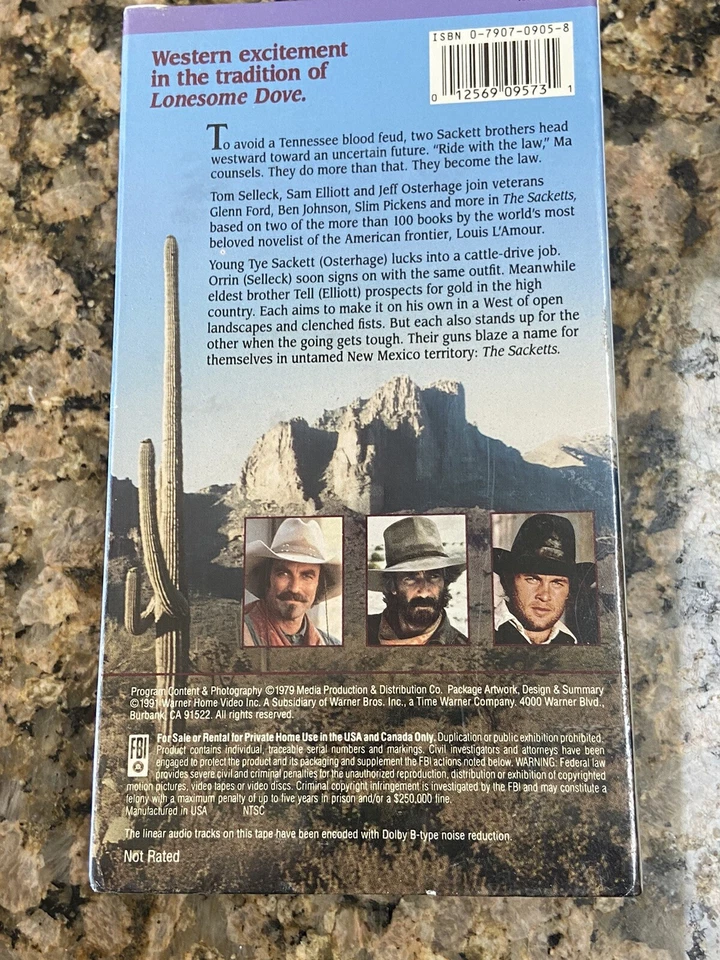 Western excitement
in the tradition of
Lonesome Dove.
ISBN 0-7907-0905-8
0 12569 09573 1
To avoid a Tennessee blood feud, two Sackett brothers head
westward toward an uncertain future. “Ride with the law,” Ma
counsels. They do more than that. They become the law.
Tom Selleck, Sam Elliott and Jeff Osterhage join veterans
Glenn Ford, Ben Johnson, Slim Pickens and more in The Sacketts,
based on two of the more than 100 books by the world's most
beloved novelist of the American frontier, Louis L'Amour.
Young Tye Sackett (Osterhage) lucks into a cattle-drive job.
Orrin (Selleck) soon signs on with the same outfit. Meanwhile
eldest brother Tell (Elliott) prospects for gold in the high
country. Each aims to make it on his own in a West of open
landscapes and clenched fists. But each also stands up for the
other when the going gets tough. Their guns blaze a name for
themselves in untamed New Mexico territory: The Sacketts.
Program Content & Photography ©1979 Media Production & Distribution Co. Package Artwork, Design & Summary
©1991 Warner Home Video Inc. A Subsidiary of Warner Bros. Inc., a Time Warner Company. 4000 Warner Blvd.,
Burbank, CA 91522. All rights reserved.
FBI
For Sale or Rental for Private Home Use in the USA and Canada Only. Duplication or public exhibition prohibited.
Product contains individual, traceable serial numbers and markings. Civil investigators and attorneys have been
engaged to protect the product and its packaging and supplement the FBI actions noted below. WARNING: Federal law
provides severe civil and criminal penalties for the unauthorized reproduction, distribution or exhibition of copyrighted
motion pictures, video tapes or video discs. Criminal copyright infringement is investigated by the FBI and may constitute a
felony with a maximum penalty of up to five years in prison and/or a $250,000 fine.
Manufactured in USA NTSC
The linear audio tracks on this tape have been encoded with Dolby B-type noise reduction.
Not Rated